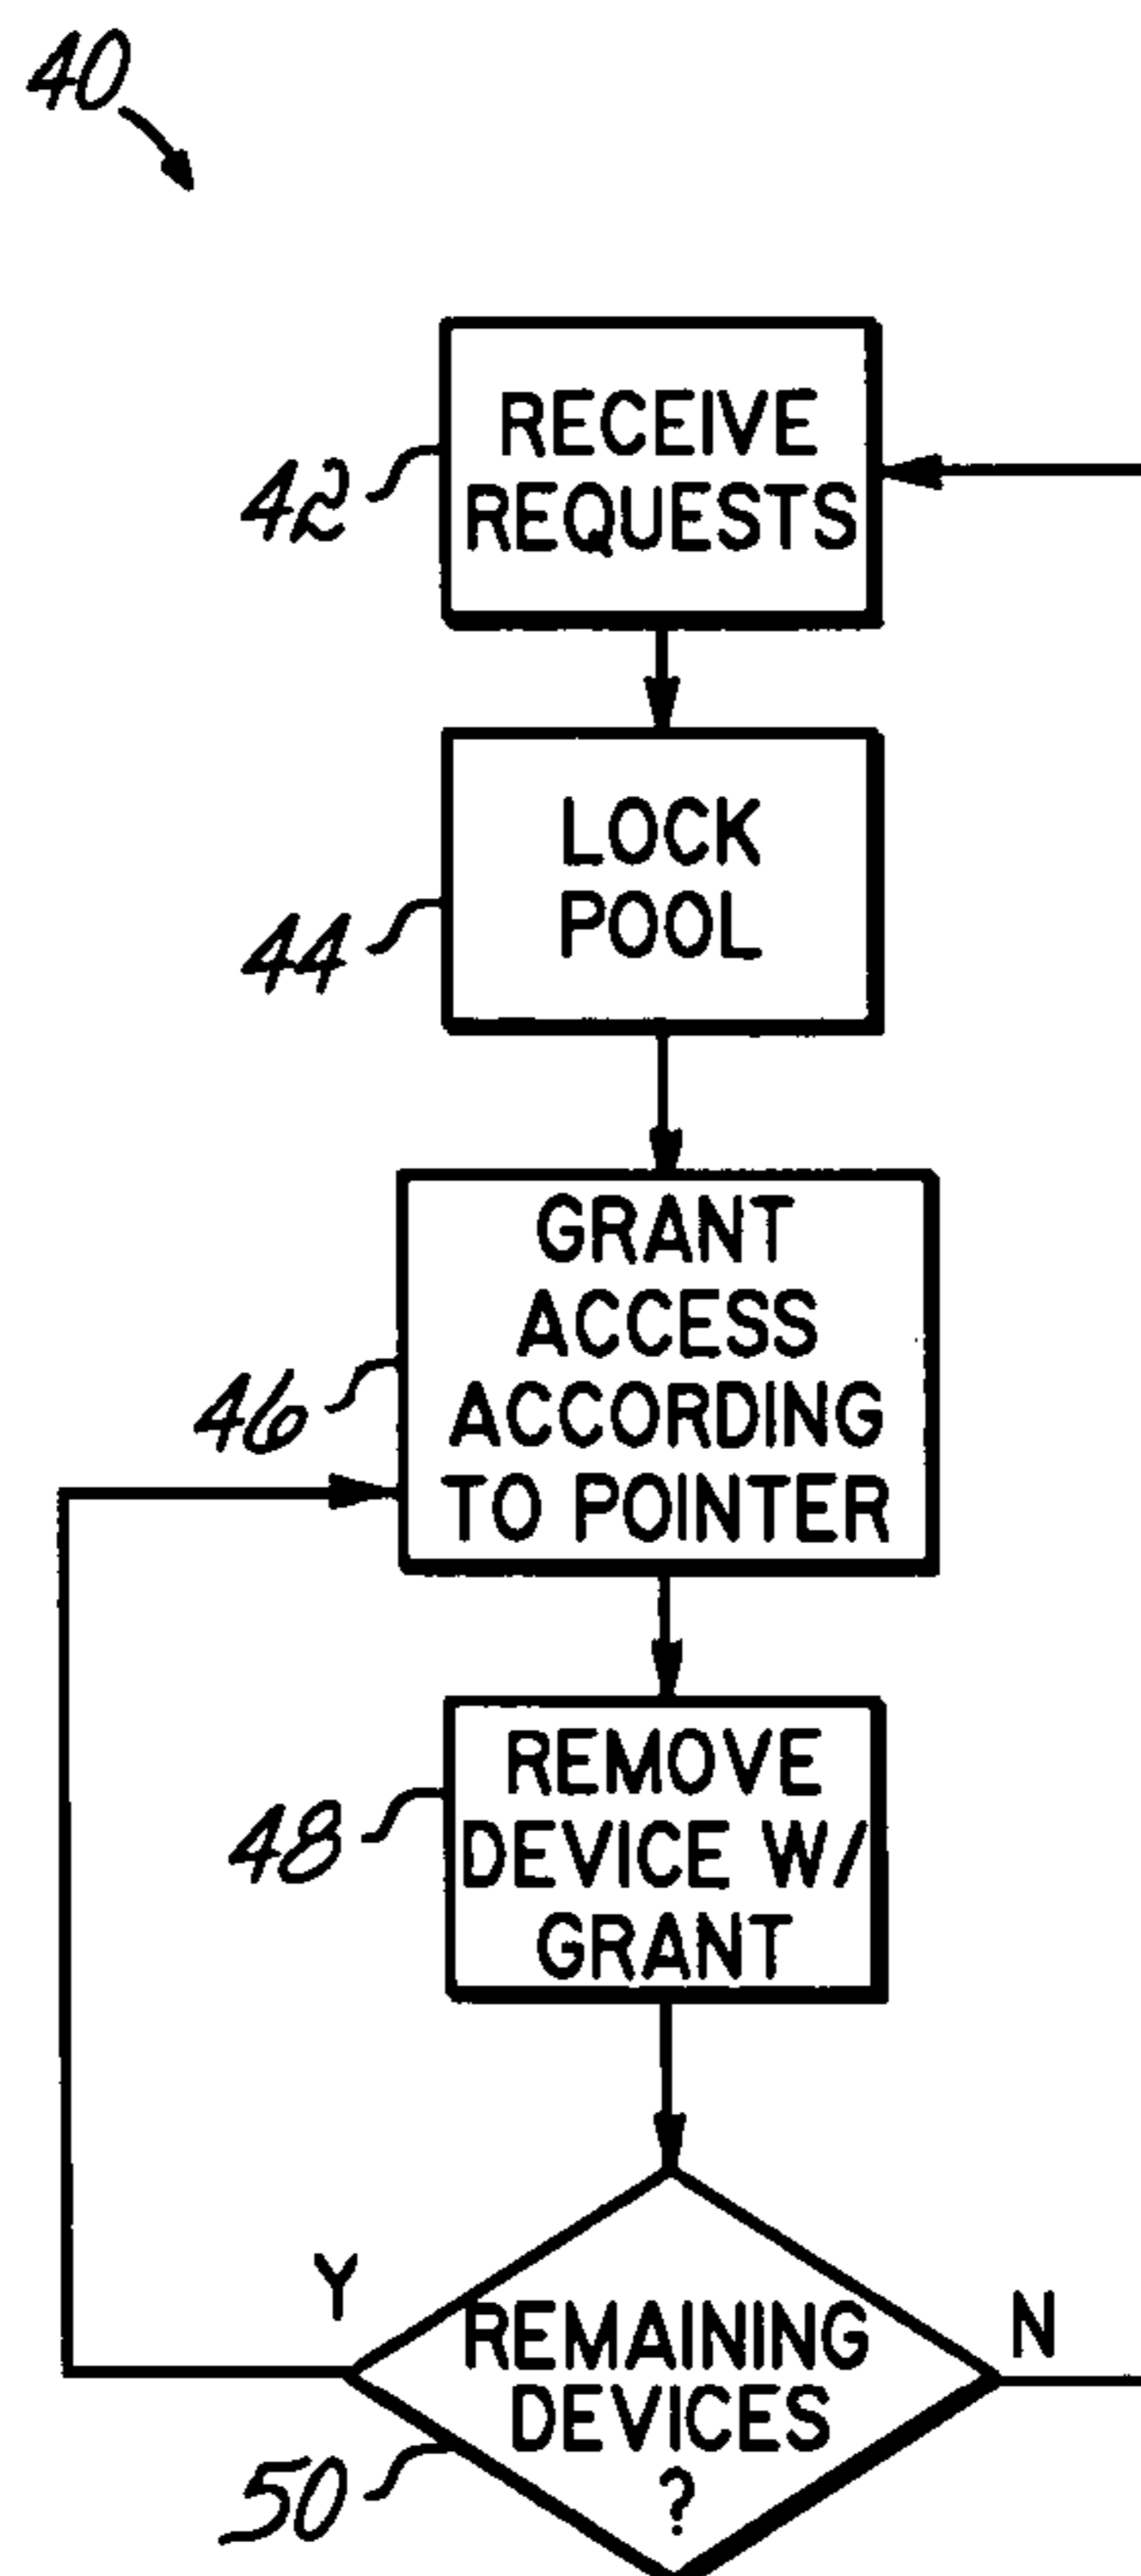 40
RECEIVE
REQUESTS
42
LOCK
POOL
44
GRANT
ACCESS
ACCORDING
TO POINTER
46
REMOVE
DEVICE W/
GRANT
48
Y
N
REMAINING
DEVICES
?
50